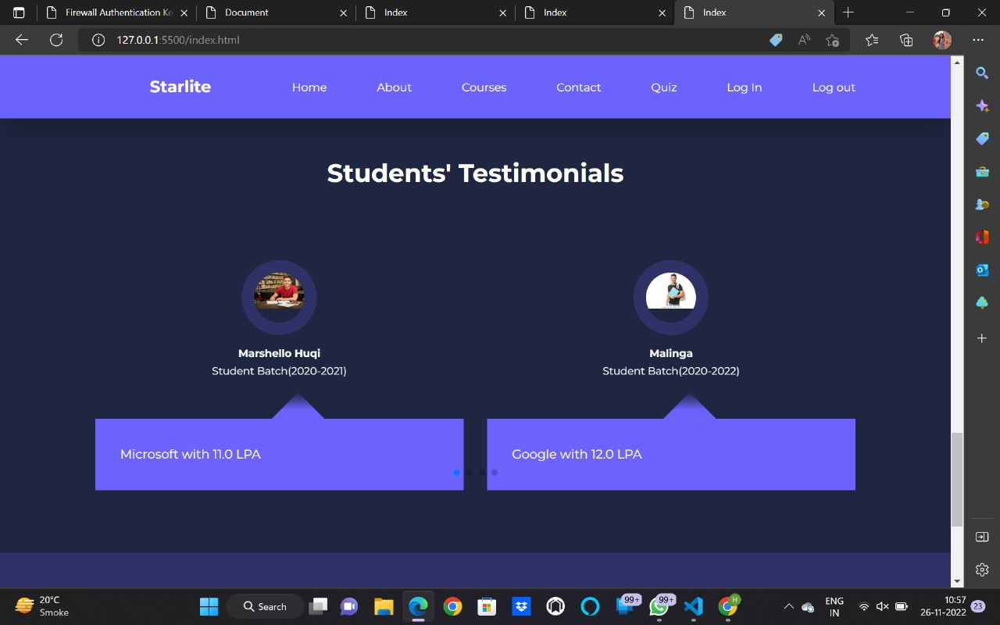 Firewall Authentication Ke
Document
Index
Index
Index
127.0.0.1:5500/index.html
Starlite
Home
About
Courses
Contact
Quiz
Log In
Log out
Students' Testimonials
Marshello Huqi
Student Batch(2020-2021)
Malinga
Student Batch(2020-2022)
Microsoft with 11.0 LPA
Google with 12.0 LPA
20°C
Smoke
Search
99+
99+
H
ENG
IN
10:57
26-11-2022
23